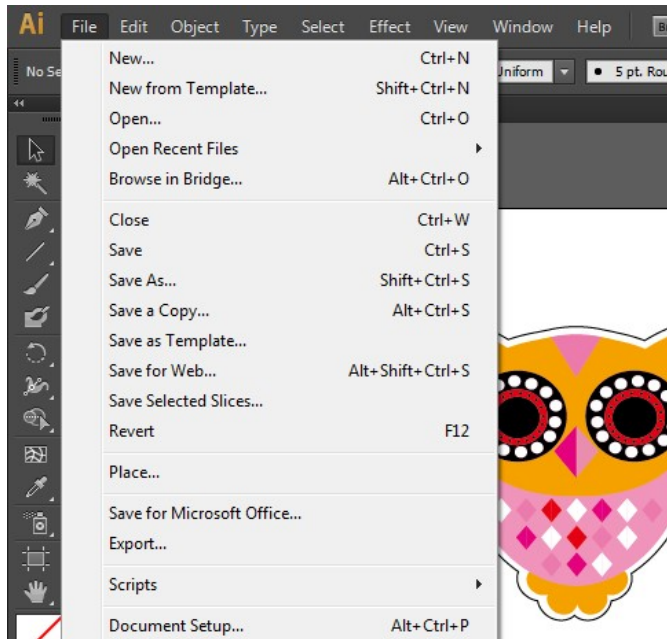 Ai File Edit Object Type Select Effect View Window Help
No Se
Uniform 5 pt. Rou
New... Ctrl+N
New from Template... Shift+Ctrl+N
Open... Ctrl+O
Open Recent Files
Browse in Bridge... Alt+Ctrl+O
Close Ctrl+W
Save Ctrl+S
Save As... Shift+Ctrl+S
Save a Copy... Alt+Ctrl+S
Save as Template...
Save for Web... Alt+Shift+Ctrl+S
Save Selected Slices...
Revert F12
Place...
Save for Microsoft Office...
Export...
Scripts
Document Setup... Alt+Ctrl+P